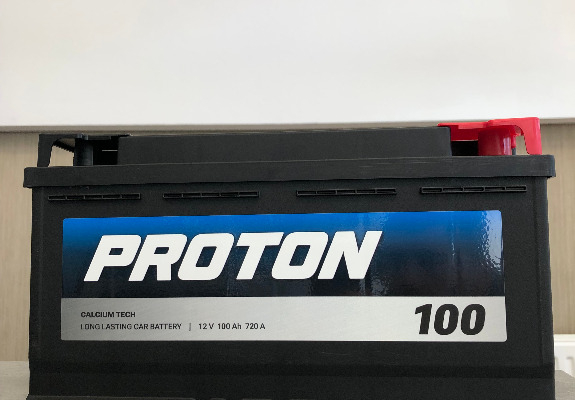 PROTON
CALCIUM TECH
LONG LASTING CAR BATTERY | 12 V 100 Ah 720 A
100